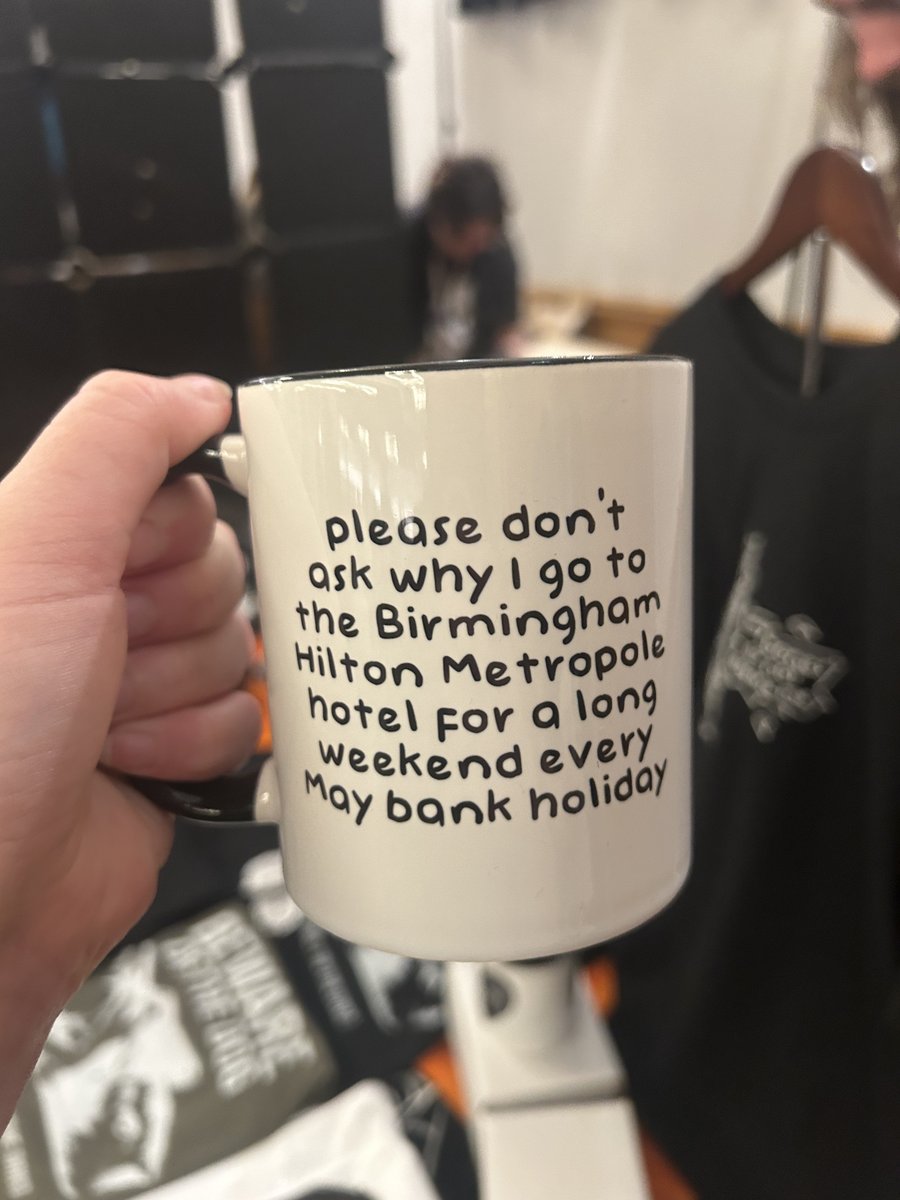 please don't
ask why I go to
the Birmingham
Hilton Metropole
hotel for a long
weekend every
May bank holiday